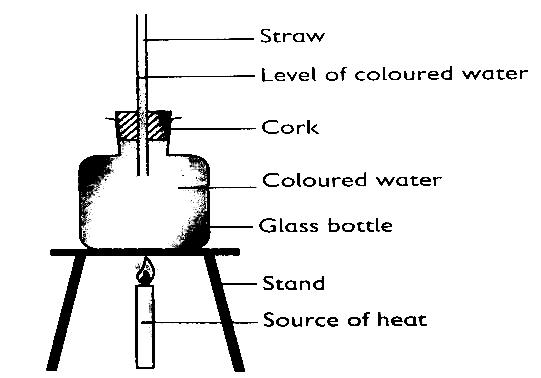 Straw
Level of coloured water
Cork
Coloured water
Glass bottle
Stand
Source of heat